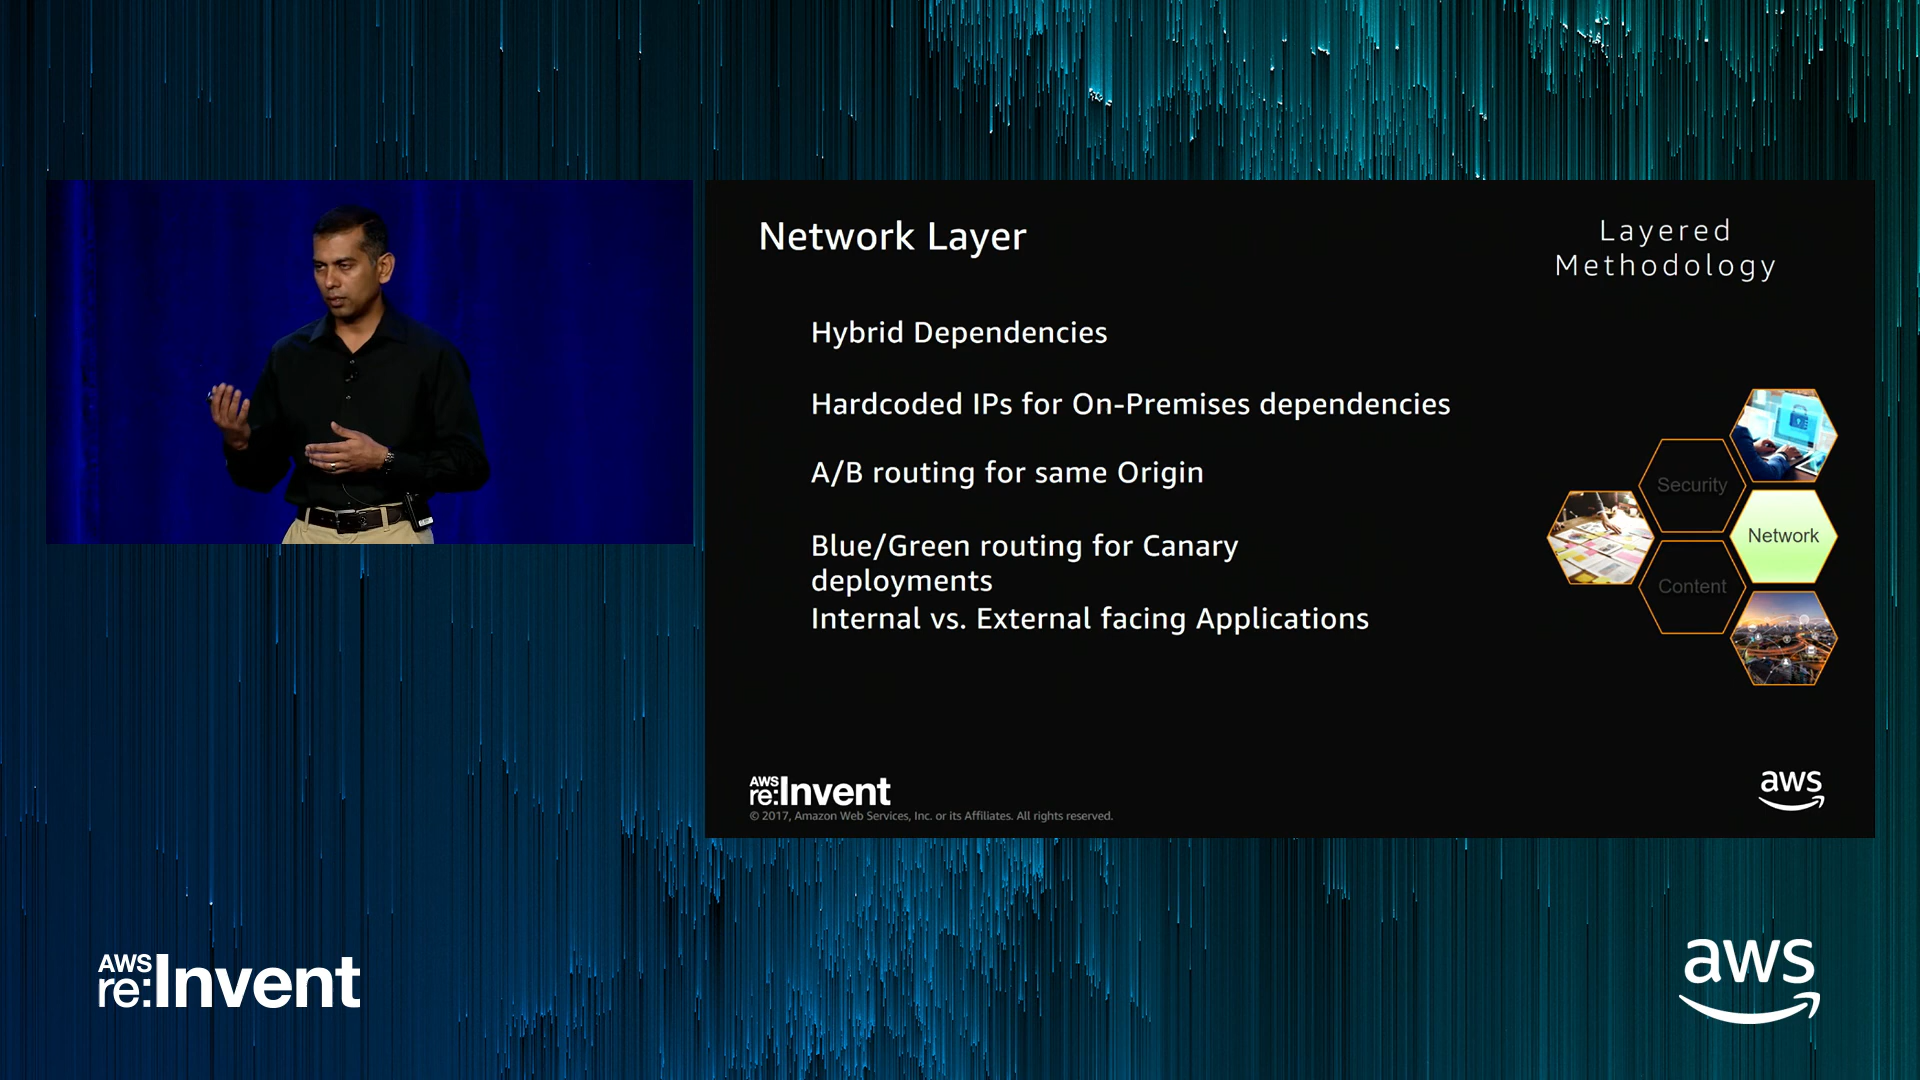 Network Layer
Layered
Methodology
Hybrid Dependencies
Hardcoded IPs for On-Premises dependencies
A/B routing for same Origin
Blue/Green routing for Canary
deployments
Internal vs. External facing Applications
Security
Network
Content
AWS
re:Invent
© 2017, Amazon Web Services, Inc. or its Affiliates. All rights reserved.
aws
AWS
re:Invent
aws